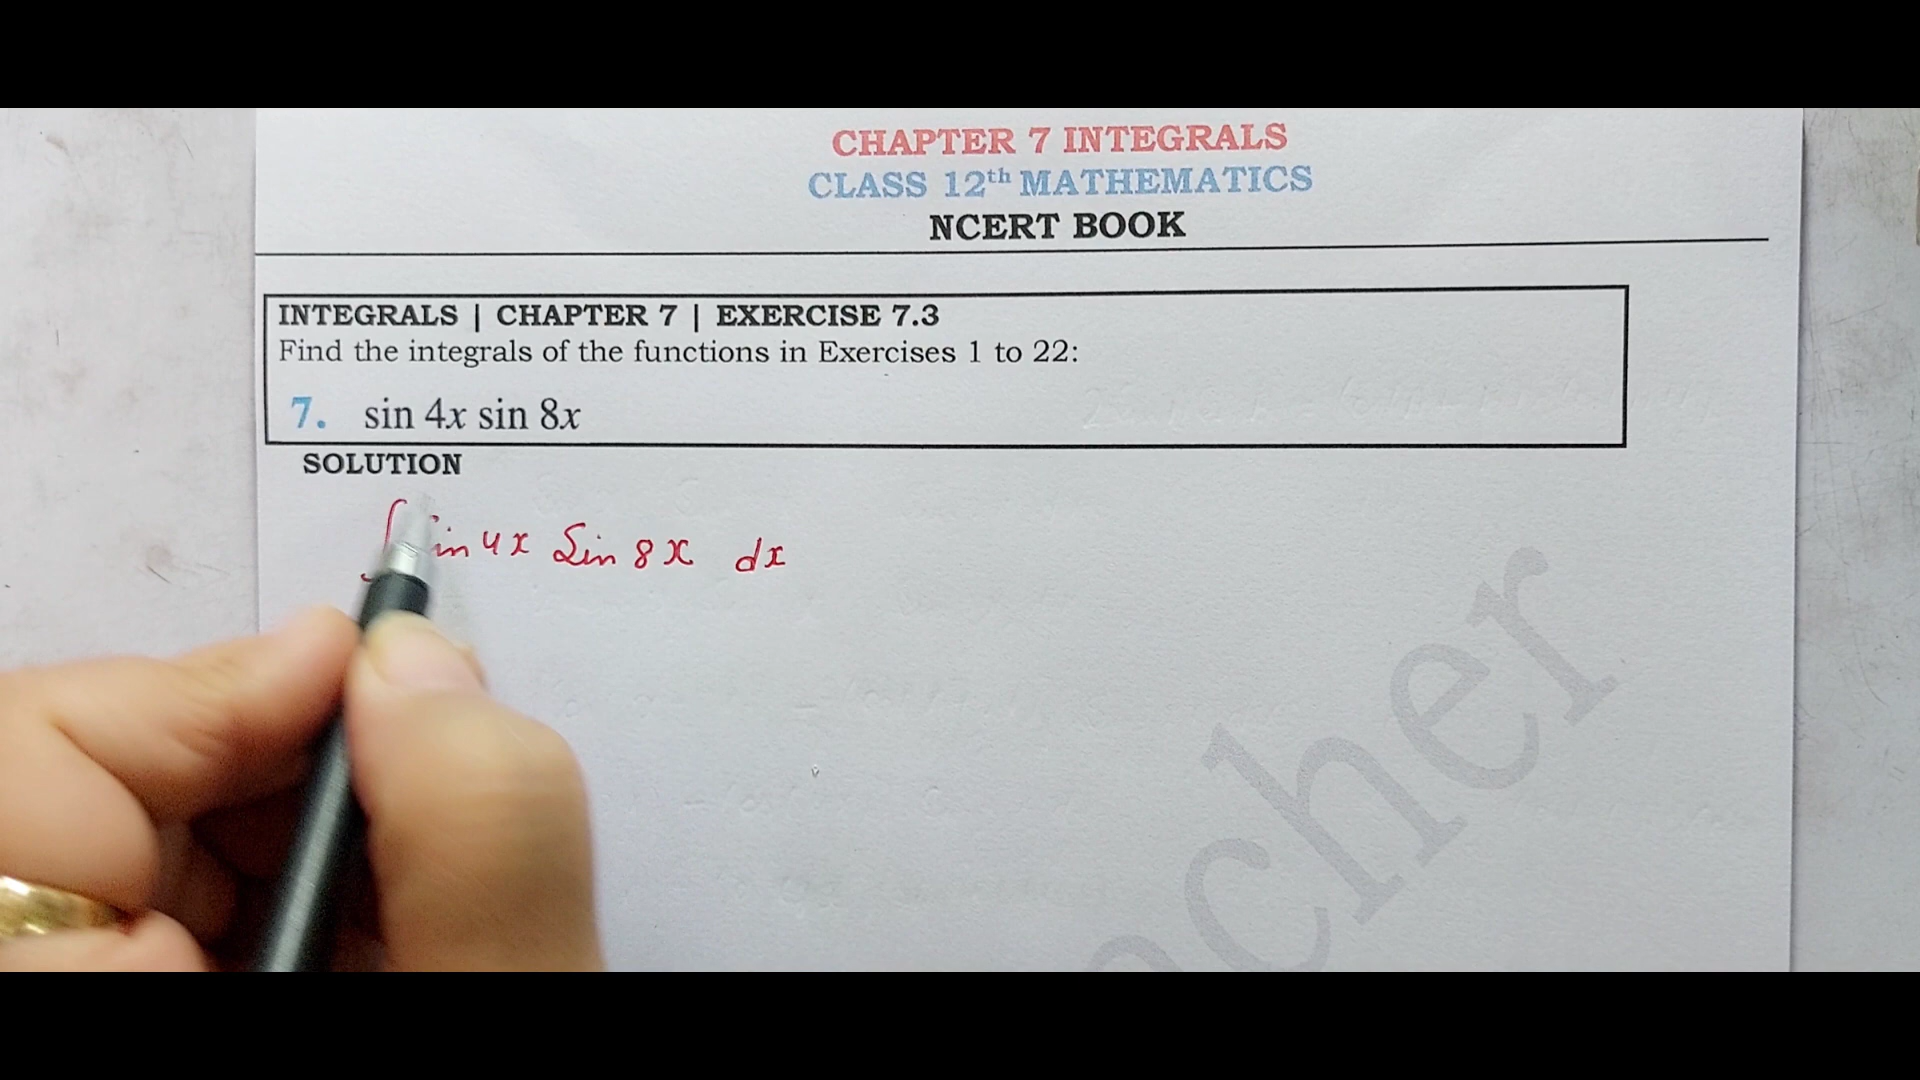 CHAPTER 7 INTEGRALS
CLASS 12th MATHEMATICS
NCERT BOOK
INTEGRALS | CHAPTER 7 | EXERCISE 7.3
Find the integrals of the functions in Exercises 1 to 22:
7. sin 4x sin 8x
SOLUTION
∫ Sin 4x Sin 8x dx